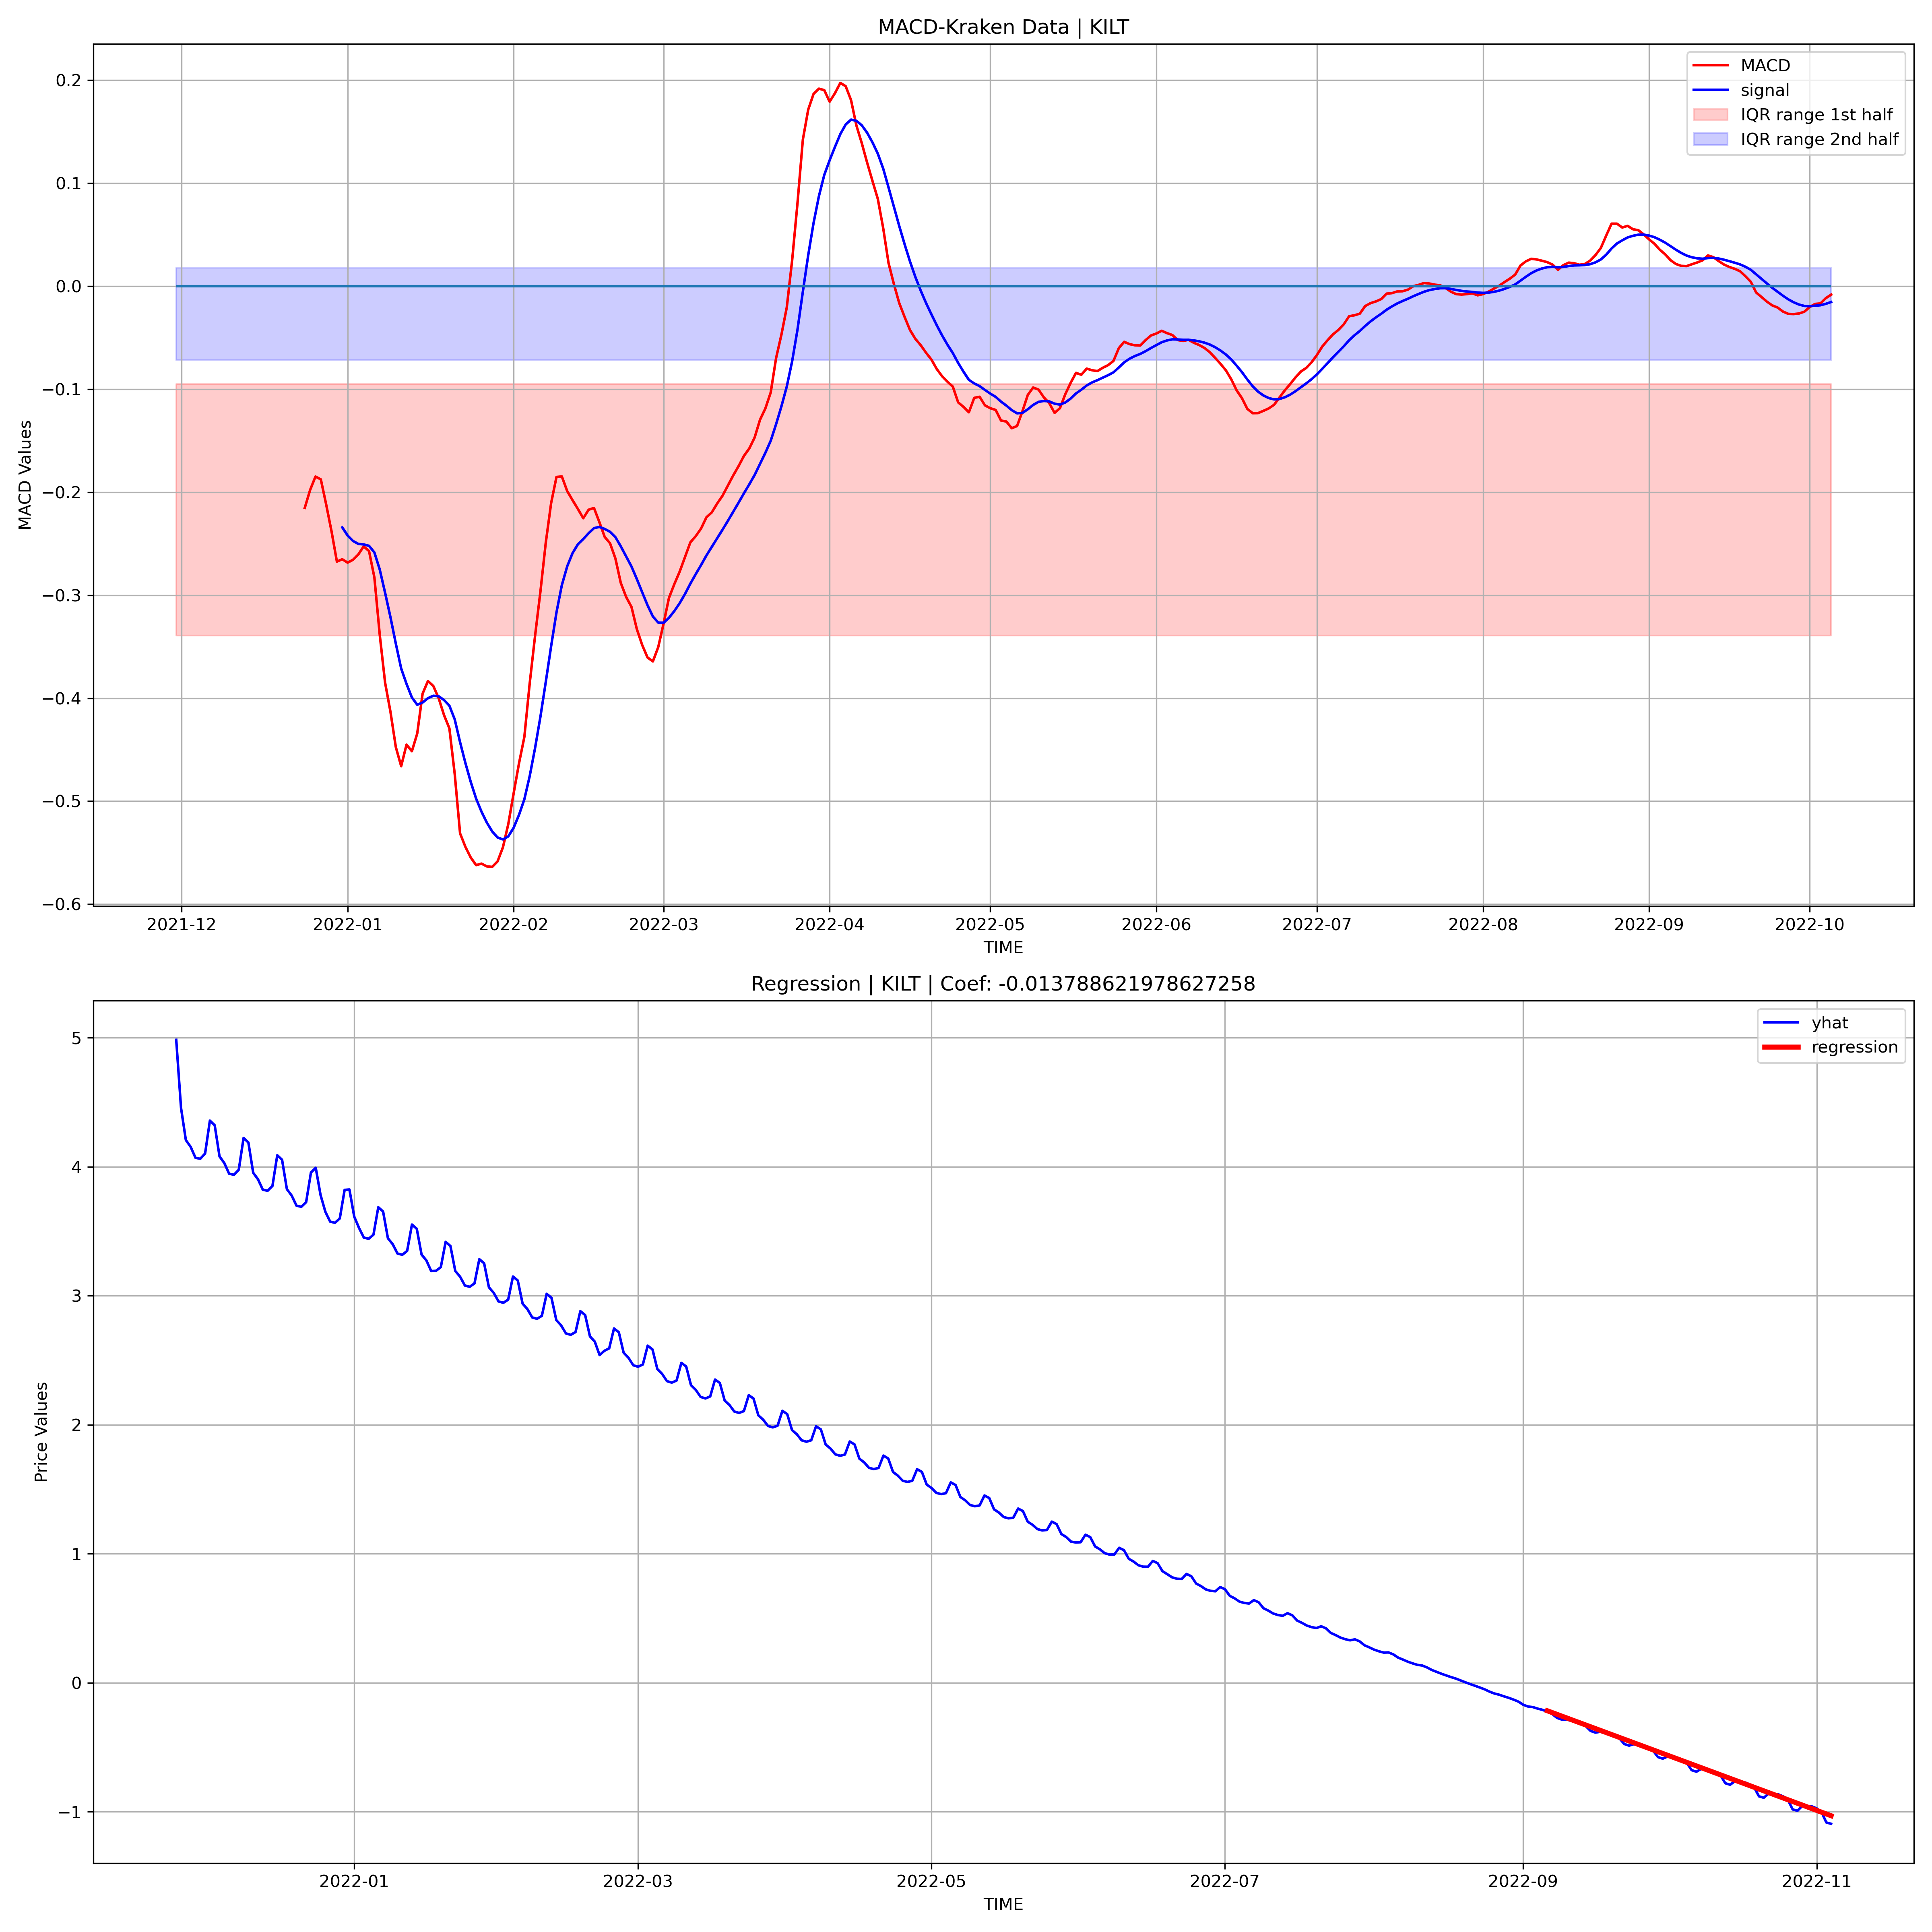 MACD-Kraken Data | KILT
MACD
signal
IQR range 1st half
IQR range 2nd half
MACD Values
0.2
0.1
0.0
−0.1
−0.2
−0.3
−0.4
−0.5
−0.6
2021-12 2022-01 2022-02 2022-03 2022-04 2022-05 2022-06 2022-07 2022-08 2022-09 2022-10
TIME
Regression | KILT | Coef: -0.013788621978627258
yhat
regression
Price Values
5
4
3
2
1
0
−1
2022-01 2022-03 2022-05 2022-07 2022-09 2022-11
TIME